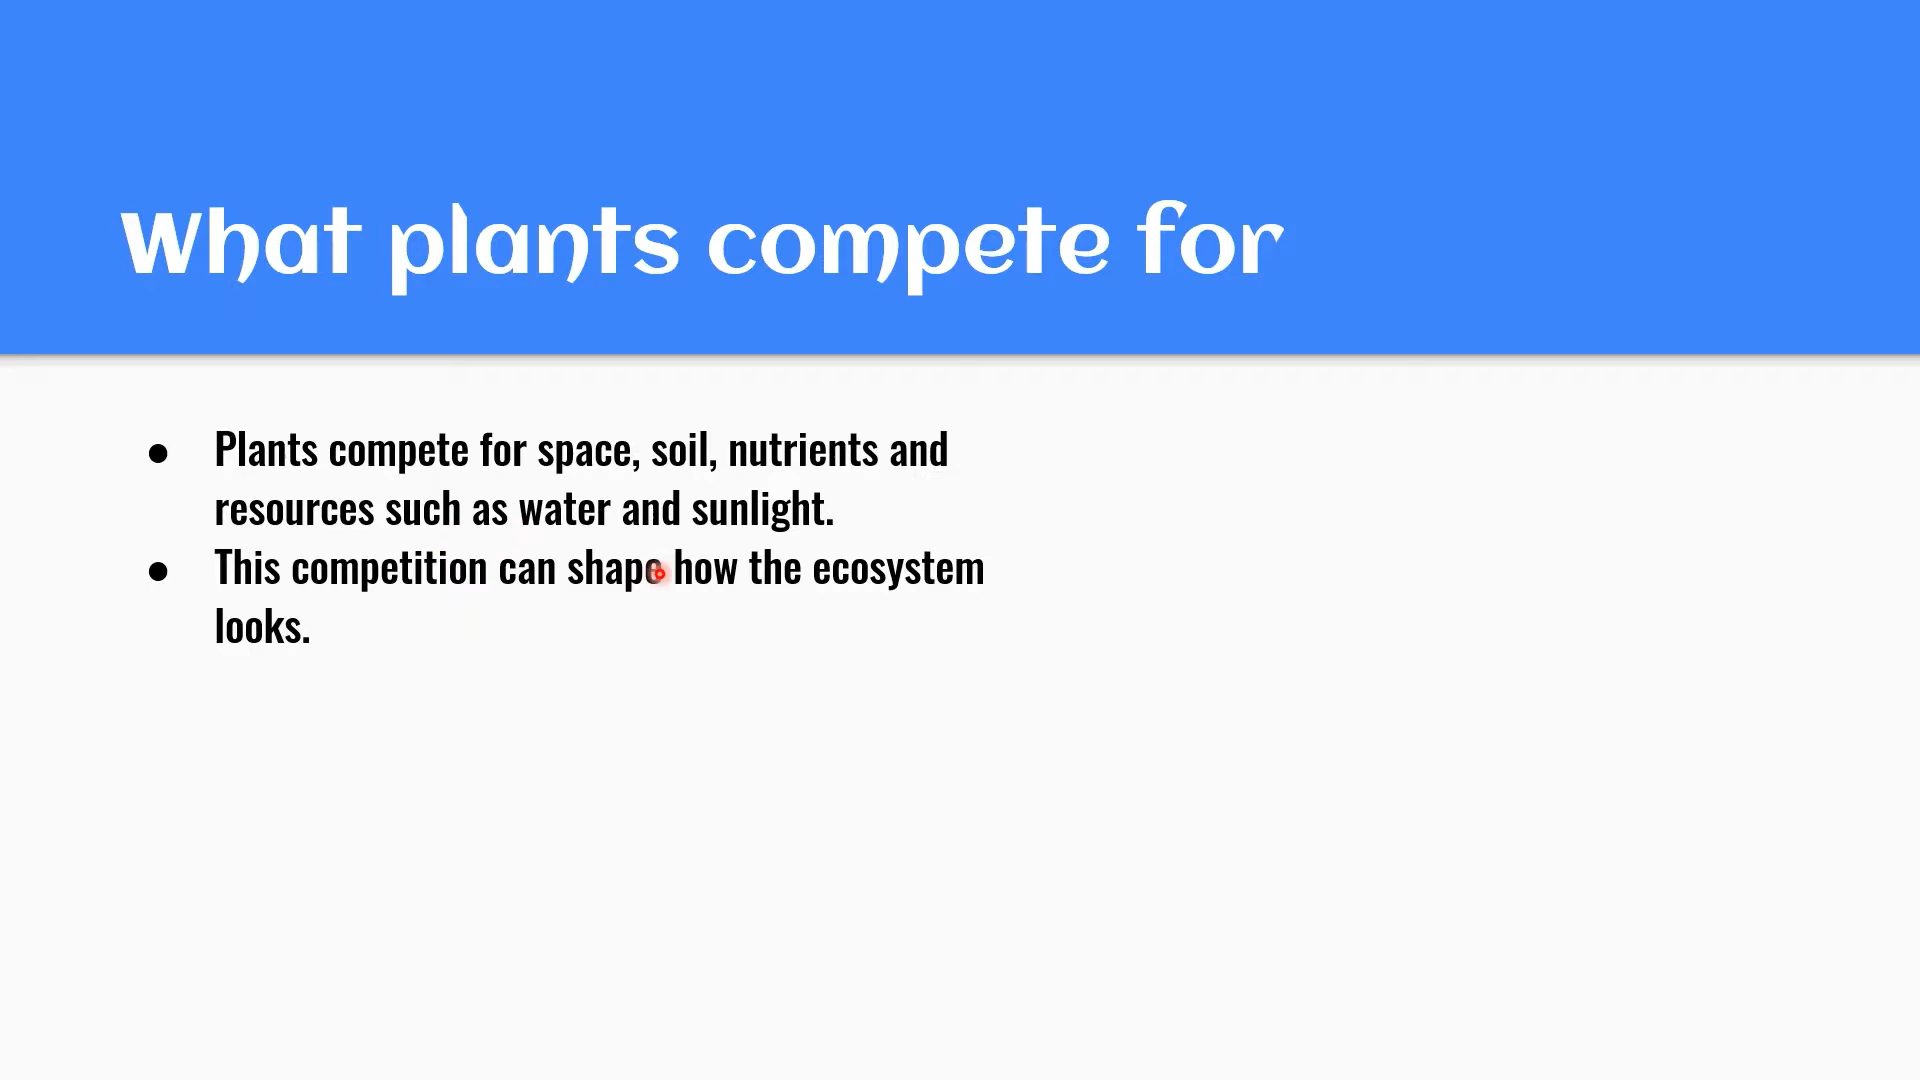 What plants compete for
● Plants compete for space, soil, nutrients and
resources such as water and sunlight.
● This competition can shape how the ecosystem
looks.